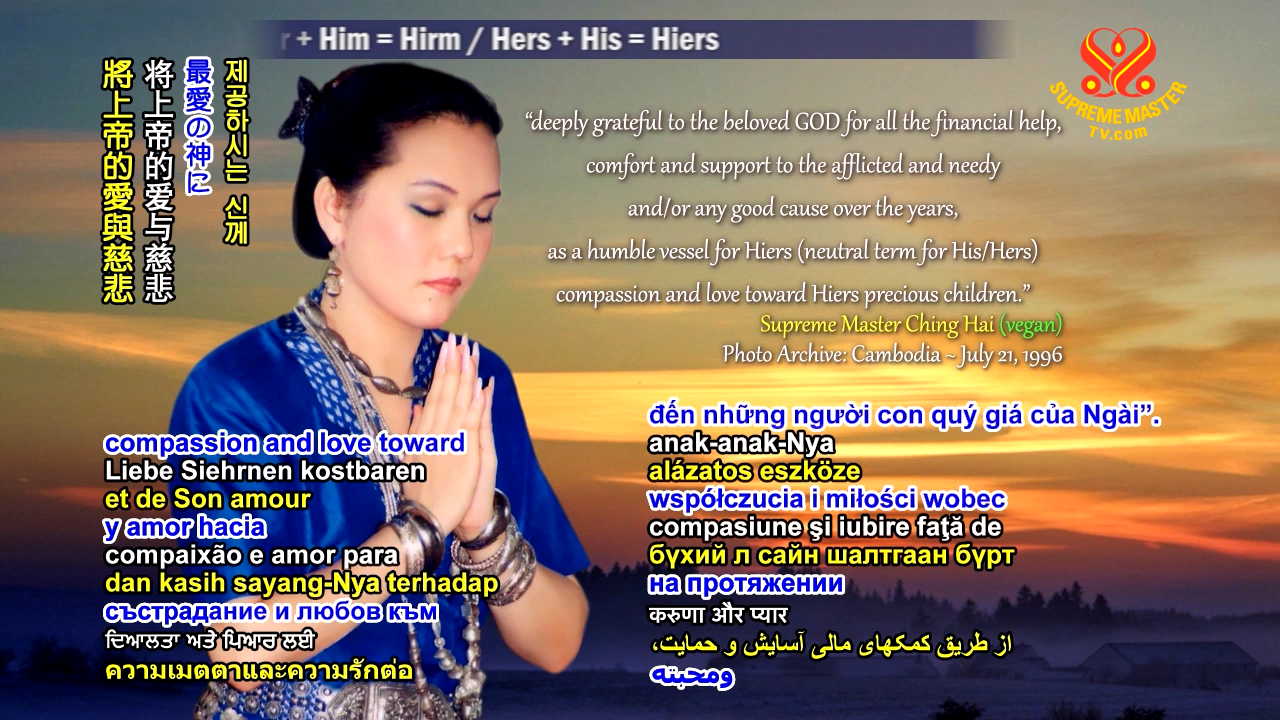 + Him = Hirm / Hers + His = Hiers
SUPREME MASTER
TV.com
將上帝的愛與慈悲
将上帝的爱与慈悲
最愛の神に
제공하시는 신께
“deeply grateful to the beloved GOD for all the financial help,
comfort and support to the afflicted and needy
and/or any good cause over the years,
as a humble vessel for Hiers (neutral term for His/Hers)
compassion and love toward Hiers precious children.”
Supreme Master Ching Hai (vegan)
Photo Archive: Cambodia ~ July 21, 1996
compassion and love toward
Liebe Siehrnen kostbaren
et de Son amour
y amor hacia
compaixão e amor para
dan kasih sayang-Nya terhadap
състрадание и любов към
ਦਿਆਲਤਾ ਅਤੇ ਪਿਆਰ ਲਈ
ความเมตตาและความรักต่อ
đến những người con quý giá của Ngài”.
anak-anak-Nya
alázatos eszköze
współczucia i miłości wobec
compasiune şi iubire faţă de
бүхий л сайн шалтгаан бүрт
на протяжении
करुणा और प्यार
از طریق کمکهای مالی آسایش و حمایت،
ومحبته